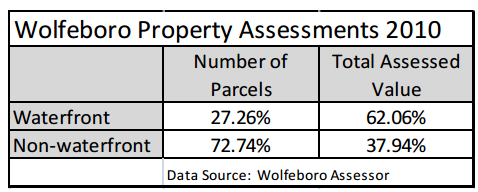 Wolfeboro Property Assessments 2010
Number of Parcels Total Assessed Value
Waterfront 27.26% 62.06%
Non-waterfront 72.74% 37.94%
Data Source: Wolfeboro Assessor